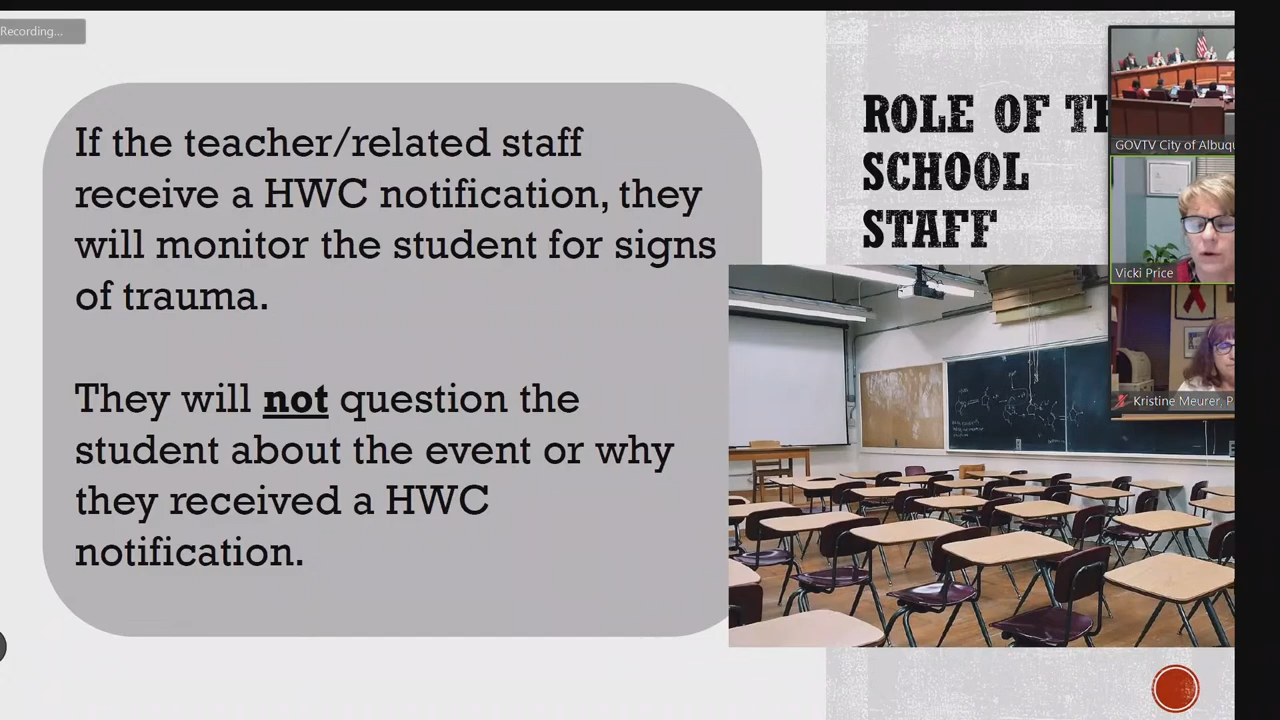 Recording...
If the teacher/related staff
receive a HWC notification, they
will monitor the student for signs
of trauma.
They will not question the
student about the event or why
they received a HWC
notification.
ROLE OF
SCHOOL
STAFF
GOVTV City of Albuqu
Vicki Price
Kristine Meurer, P